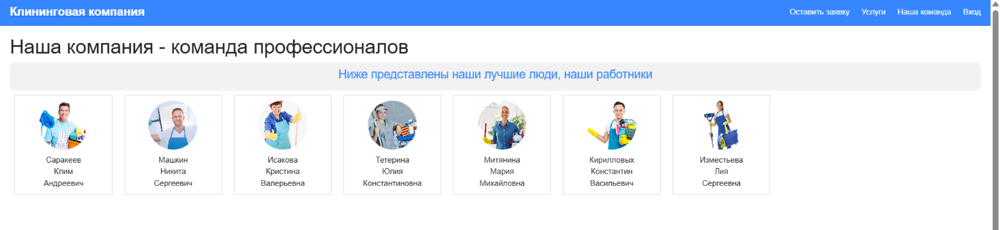 Клининговая компания
Оставить заявку Услуги Наша команда Вход
Наша компания - команда профессионалов
Ниже представлены наши лучшие люди, наши работники
Саракеев
Клим
Андреевич
Машкин
Никита
Сергеевич
Исакова
Кристина
Валерьевна
Тетерина
Юлия
Константиновна
Митянина
Мария
Михайловна
Кирилловых
Константин
Васильевич
Изместьева
Лия
Сергеевна